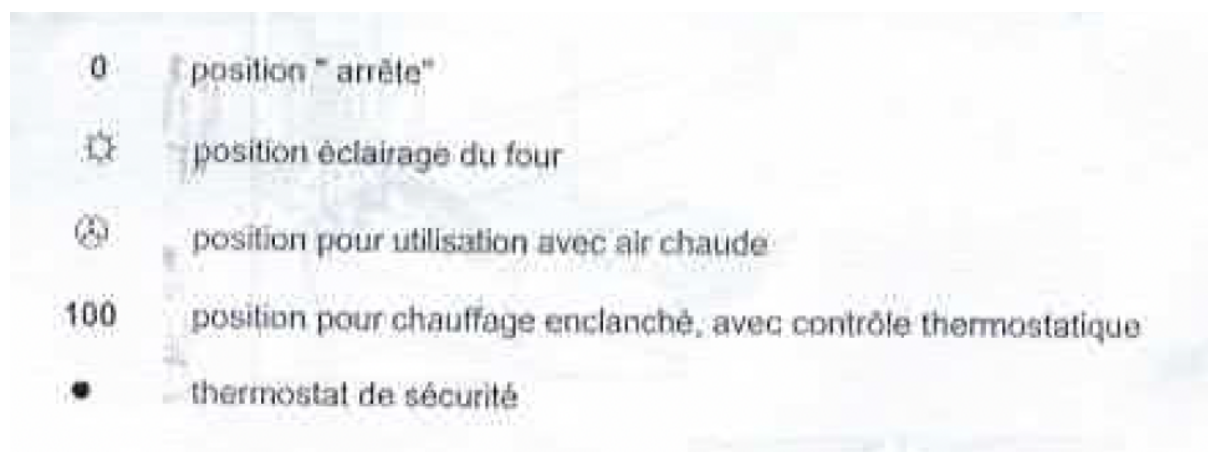 0 position " arrête"
position éclairage du four
position pour utilisation avec air chaude
100 position pour chauffage enclanché, avec contrôle thermostatique
thermostat de sécurité